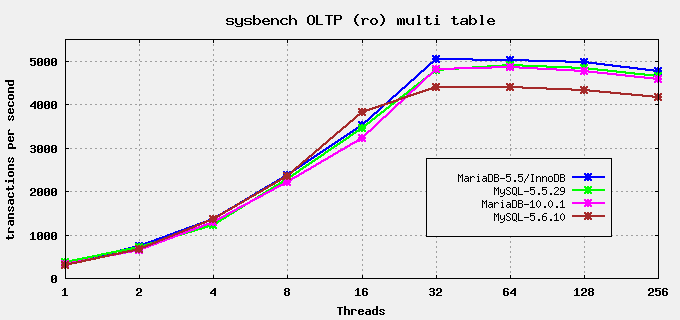 sysbench OLTP (ro) multi table
transactions per second
5000
4000
3000
2000
1000
0
MariaDB-5.5/InnoDB
MySQL-5.5.29
MariaDB-10.0.1
MySQL-5.6.10
1 2 4 8 16 32 64 128 256
Threads